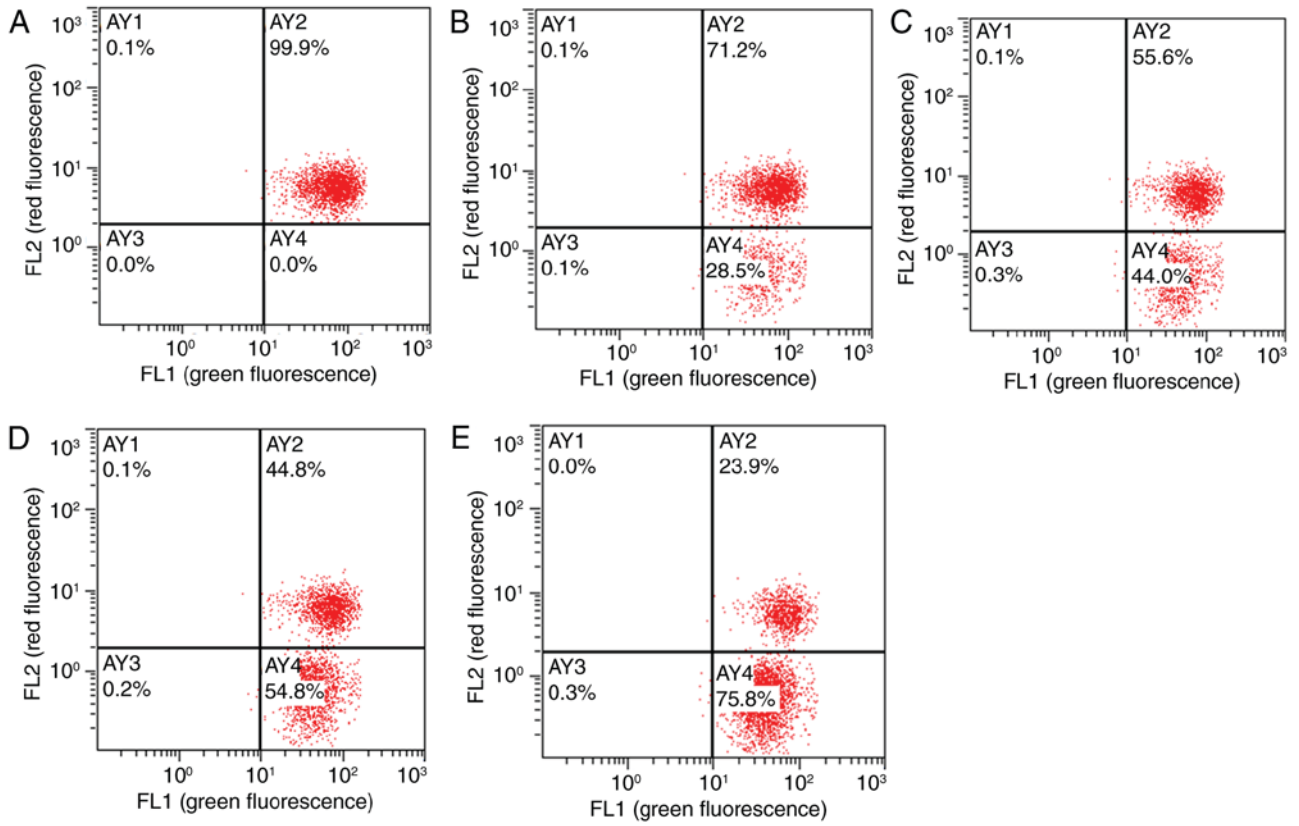 A
AY1
0.1%
AY2
99.9%
AY3
0.0%
AY4
0.0%
10³
10²
10¹
10⁰
FL2 (red fluorescence)
10⁰ 10¹ 10² 10³
FL1 (green fluorescence)
B
AY1
0.1%
AY2
71.2%
AY3
0.1%
AY4
28.5%
10³
10²
10¹
10⁰
FL2 (red fluorescence)
10⁰ 10¹ 10² 10³
FL1 (green fluorescence)
C
AY1
0.1%
AY2
55.6%
AY3
0.3%
AY4
44.0%
10³
10²
10¹
10⁰
FL2 (red fluorescence)
10⁰ 10¹ 10² 10³
FL1 (green fluorescence)
D
AY1
0.1%
AY2
44.8%
AY3
0.2%
AY4
54.8%
10³
10²
10¹
10⁰
FL2 (red fluorescence)
10⁰ 10¹ 10² 10³
FL1 (green fluorescence)
E
AY1
0.0%
AY2
23.9%
AY3
0.3%
AY4
75.8%
10³
10²
10¹
10⁰
FL2 (red fluorescence)
10⁰ 10¹ 10² 10³
FL1 (green fluorescence)